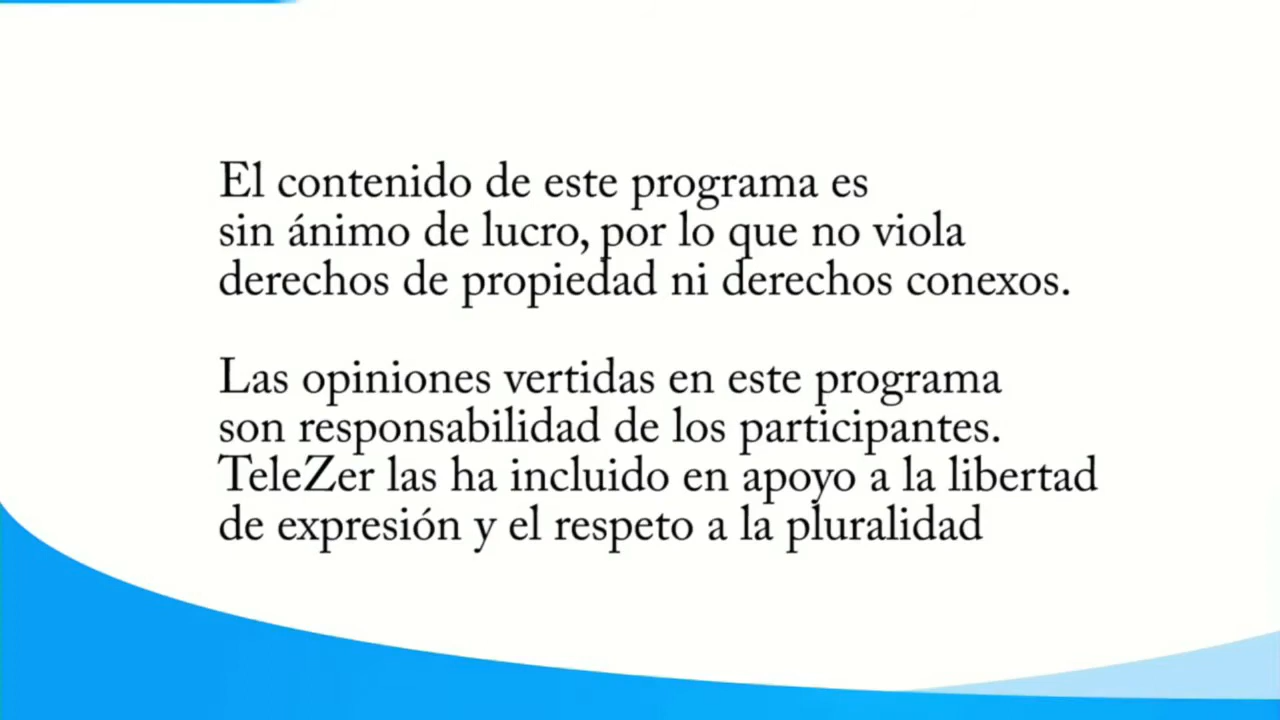 El contenido de este programa es
sin ánimo de lucro, por lo que no viola
derechos de propiedad ni derechos conexos.
Las opiniones vertidas en este programa
son responsabilidad de los participantes.
TeleZer las ha incluido en apoyo a la libertad
de expresión y el respeto a la pluralidad